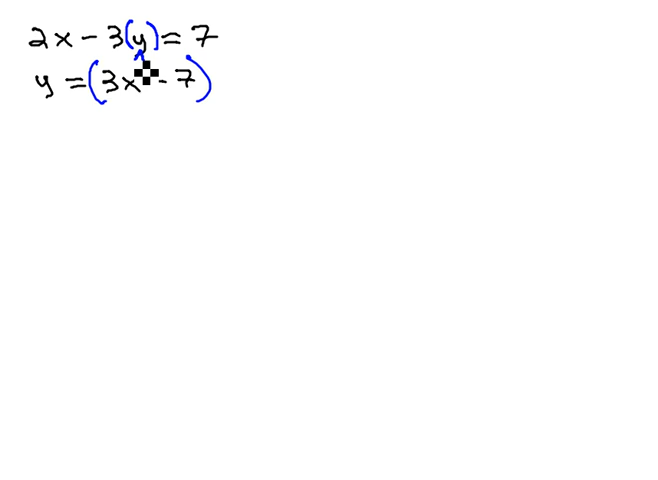 2x - 3(y) = 7
y = (3x - 7)